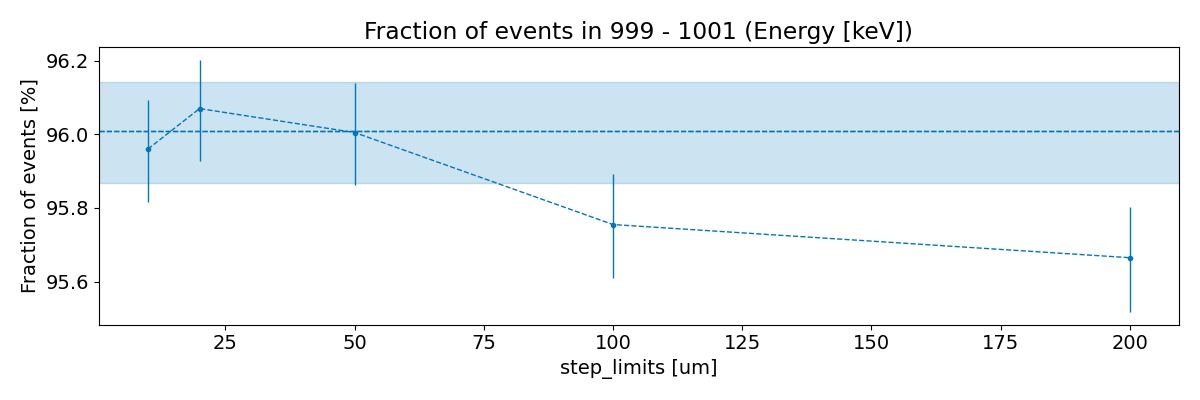 Fraction of events in 999 - 1001 (Energy [keV])
Fraction of events [%]
96.2
96.0
95.8
95.6
25 50 75 100 125 150 175 200
step_limits [um]